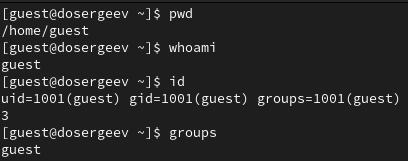 [guest@dosergeev ~]$ pwd
/home/guest
[guest@dosergeev ~]$ whoami
guest
[guest@dosergeev ~]$ id
uid=1001(guest) gid=1001(guest) groups=1001(guest)
3
[guest@dosergeev ~]$ groups
guest